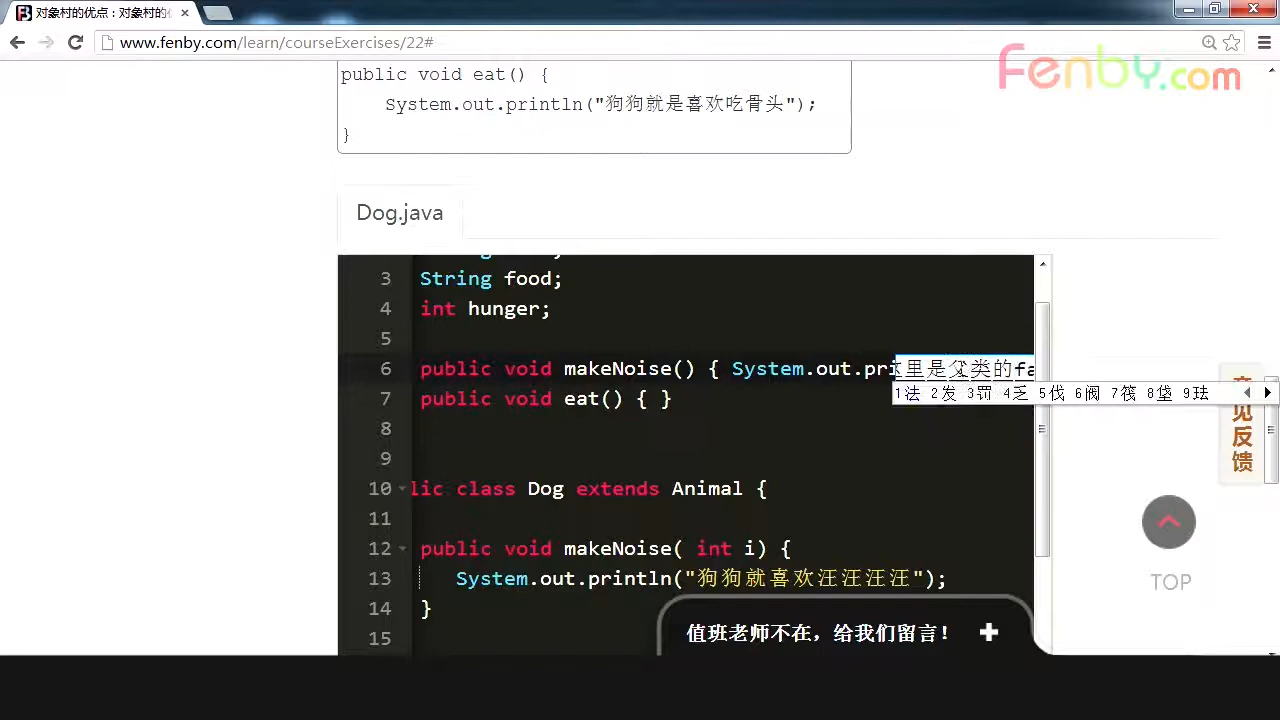 对象村的优点：对象村的
www.fenby.com/learn/courseExercises/22#
Fenby.com
public void eat() {
System.out.println("狗狗就是喜欢吃骨头");
}
Dog.java
3 String food;
4 int hunger;
5
6 public void makeNoise() { System.out.pri 里是父类的fa
1法 2发 3罚 4乏 5伐 6阀 7筏 8垡 9珐
7 public void eat() { }
8
9
10 lic class Dog extends Animal {
11
12 public void makeNoise( int i) {
13 System.out.println("狗狗就喜欢汪汪汪汪");
14 }
15
见反馈
TOP
值班老师不在，给我们留言！